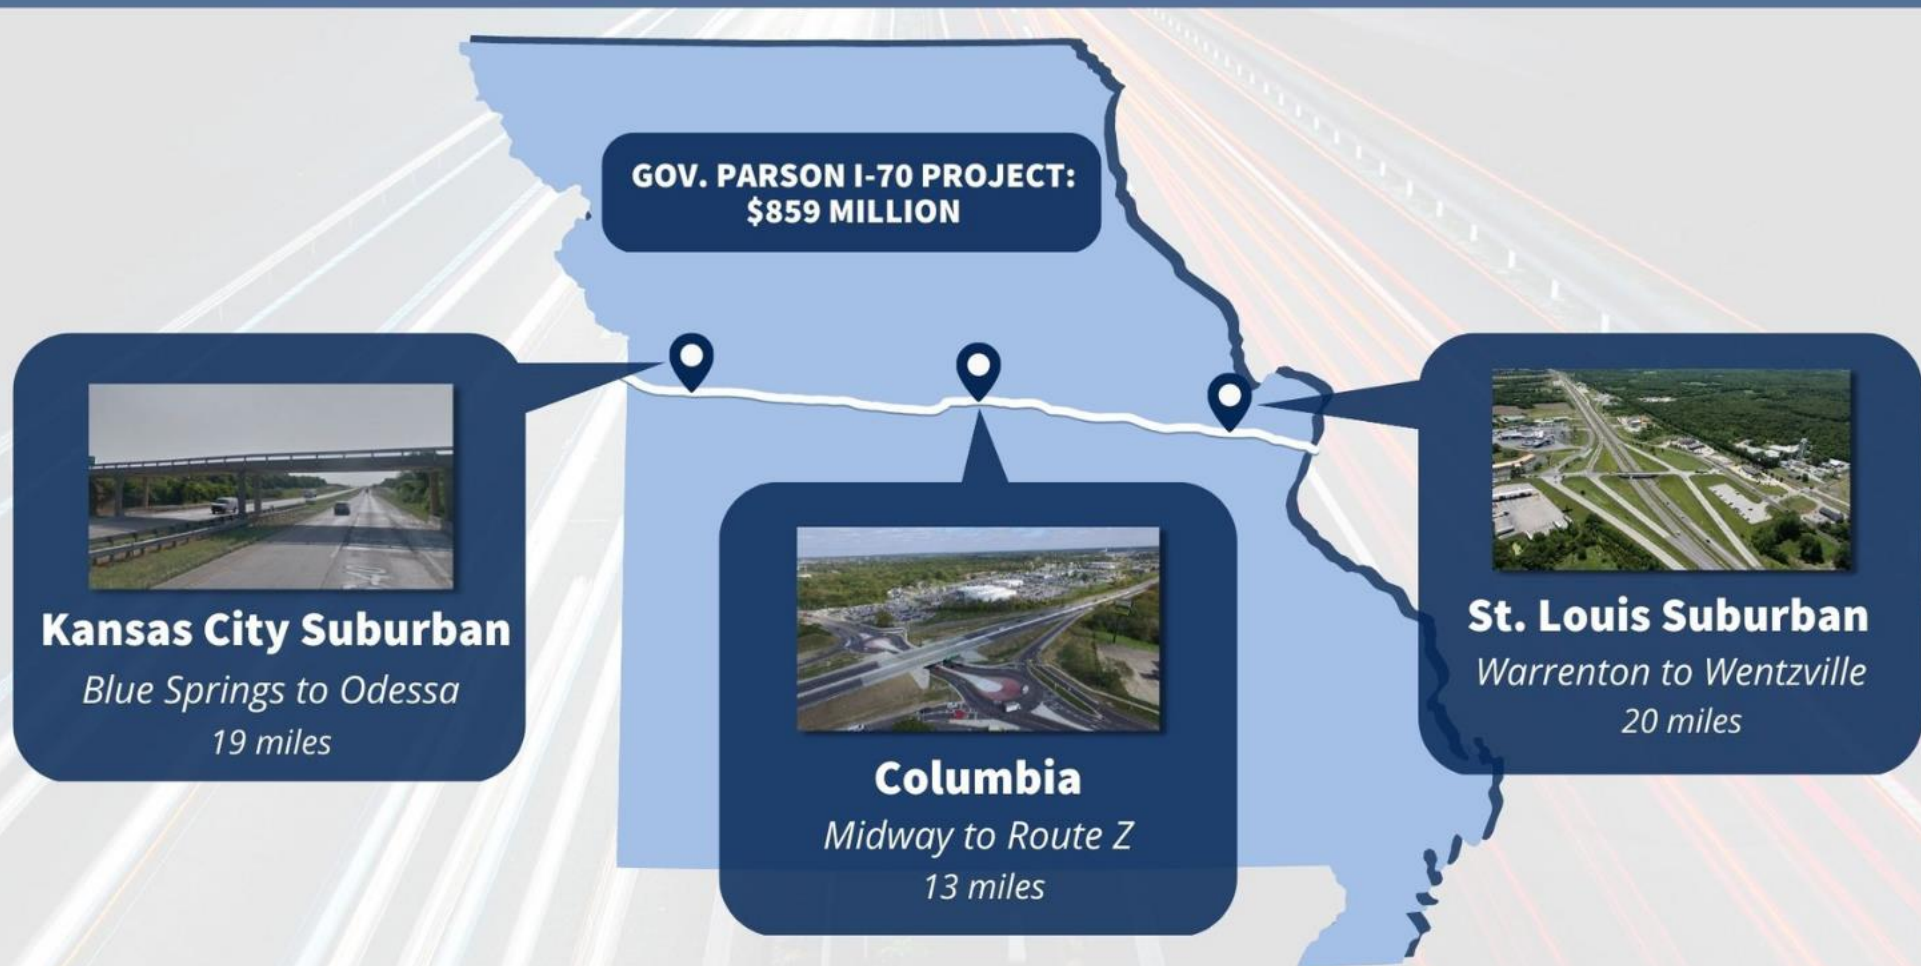 GOV. PARSON I-70 PROJECT:
$859 MILLION
Kansas City Suburban
Blue Springs to Odessa
19 miles
Columbia
Midway to Route Z
13 miles
St. Louis Suburban
Warrenton to Wentzville
20 miles